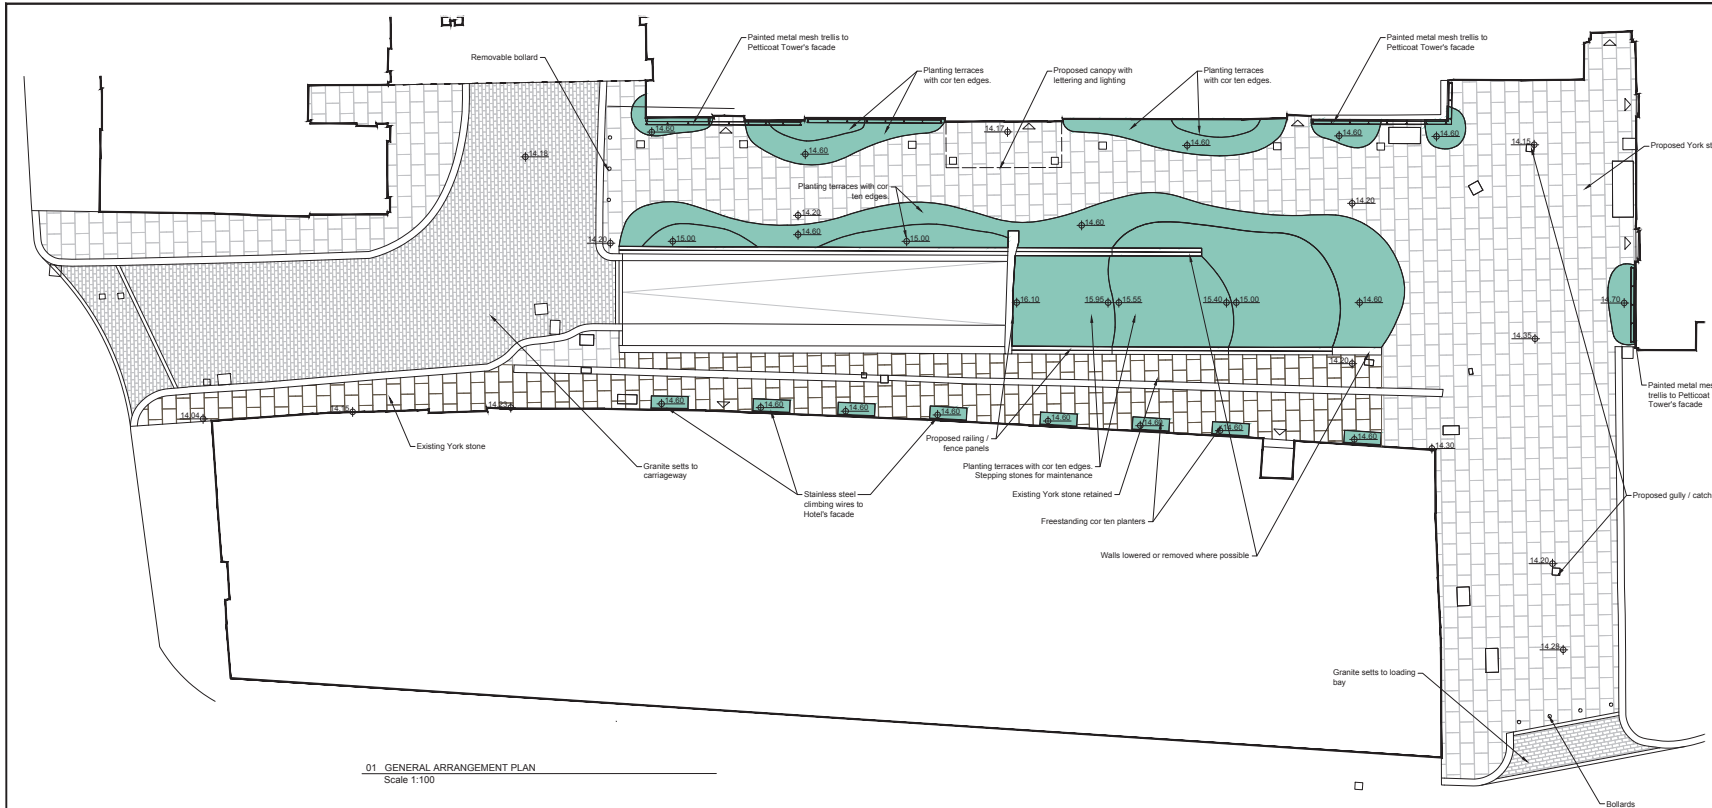 Painted metal mesh trellis to
Petticoat Tower's facade
Painted metal mesh trellis to
Petticoat Tower's facade
Removable bollard
Planting terraces
with cor ten edges.
Proposed canopy with
lettering and lighting
Planting terraces
with cor ten edges.
14.60
14.17
14.60
14.60
14.60
14.60
14.15
14.18
Proposed York st
Planting terraces with cor
ten edges.
14.20
14.20
14.60
14.60
14.20
15.00
15.00
16.10
15.95
15.55
15.40
15.00
14.60
14.70
14.35
14.20
Painted metal mes
trellis to Petticoat
Tower's facade
14.04
14.15
14.23
14.60
14.60
14.60
14.60
14.60
14.60
14.60
14.60
14.30
Existing York stone
Granite setts to
carriageway
Proposed railing /
fence panels
Planting terraces with cor ten edges.
Stepping stones for maintenance
Stainless steel
climbing wires to
Hotel's facade
Existing York stone retained
Proposed gully / catch
Freestanding cor ten planters
Walls lowered or removed where possible
14.20
14.28
Granite setts to loading
bay
01 GENERAL ARRANGEMENT PLAN
Scale 1:100
Bollards